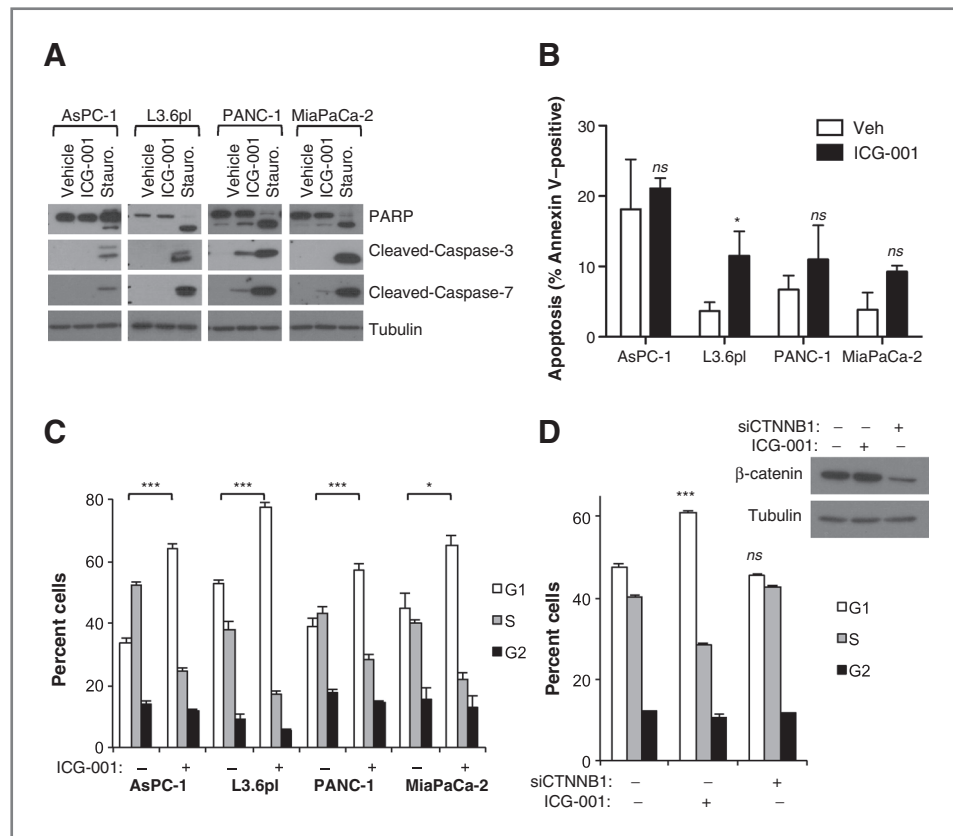 A
AsPC-1 L3.6pl PANC-1 MiaPaCa-2
Vehicle ICG-001 Stauro. Vehicle ICG-001 Stauro. Vehicle ICG-001 Stauro. Vehicle ICG-001 Stauro.
PARP
Cleaved-Caspase-3
Cleaved-Caspase-7
Tubulin
B
Apoptosis (% Annexin V–positive)
30
20
10
0
Veh
ICG-001
ns * ns ns
AsPC-1 L3.6pl PANC-1 MiaPaCa-2
C
Percent cells
80
60
40
20
0
*** *** *** *
G1
S
G2
ICG-001: – + – + – + – +
AsPC-1 L3.6pl PANC-1 MiaPaCa-2
D
siCTNNB1: – – +
ICG-001: – + –
β-catenin
Tubulin
Percent cells
60
40
20
0
*** ns
G1
S
G2
siCTNNB1: – – +
ICG-001: – + –